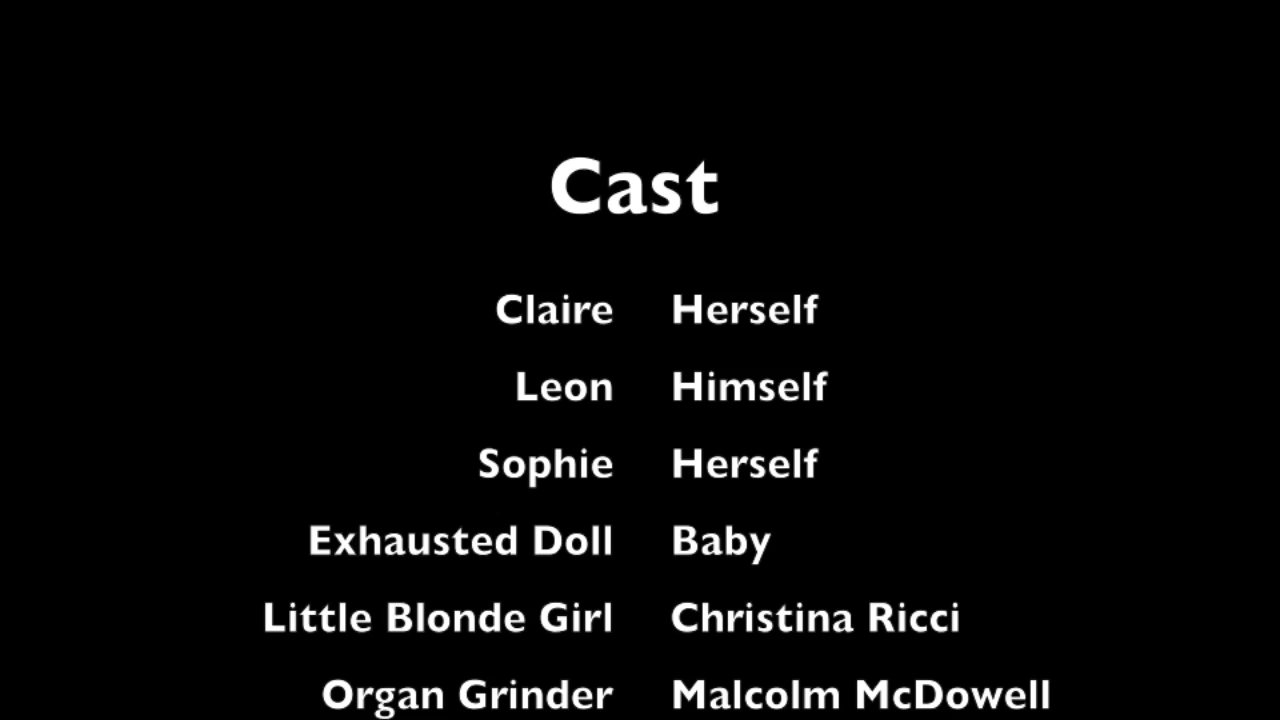 Cast
Claire Herself
Leon Himself
Sophie Herself
Exhausted Doll Baby
Little Blonde Girl Christina Ricci
Organ Grinder Malcolm McDowell